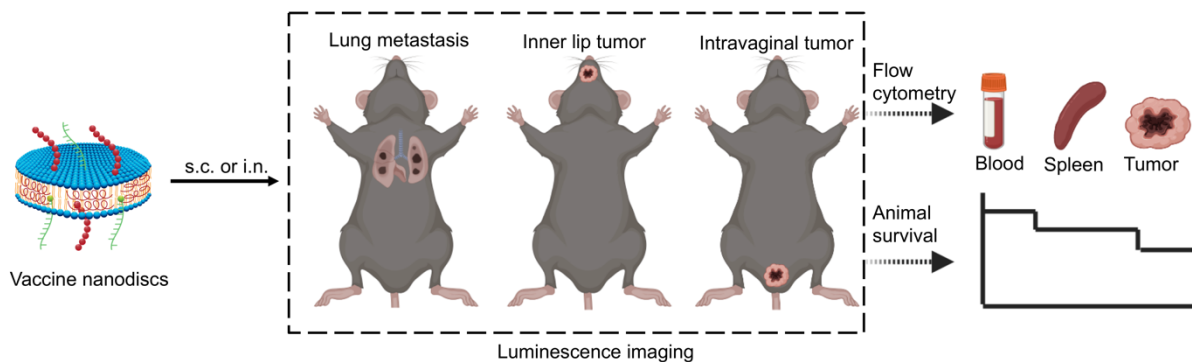 Vaccine nanodiscs
s.c. or i.n.
Lung metastasis
Inner lip tumor
Intravaginal tumor
Luminescence imaging
Flow
cytometry
Blood
Spleen
Tumor
Animal
survival